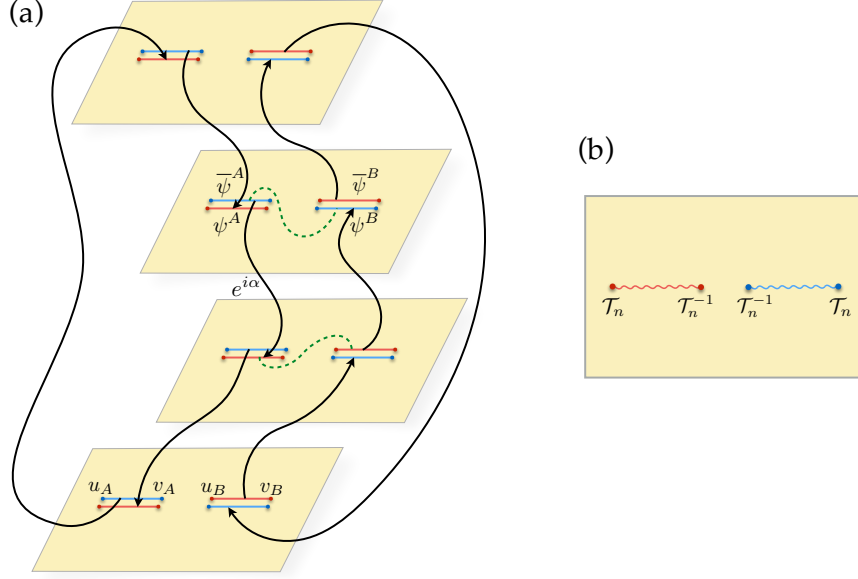 (a)
ψ̄^A ψ̄^B
ψ^A ψ^B
e^{iα}
(b)
𝒯_n 𝒯_n^{-1} 𝒯_n^{-1} 𝒯_n
u_A v_A u_B v_B